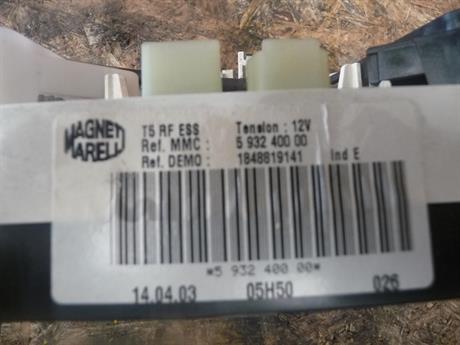 MAGNETI
MARELLI
T5 RF ESS Tension : 12V
Ref. MMC : 5 932 400 00
Ref. DEMO : 1848819141 Ind E
*5 932 400 00*
14.04.03 05H50 026